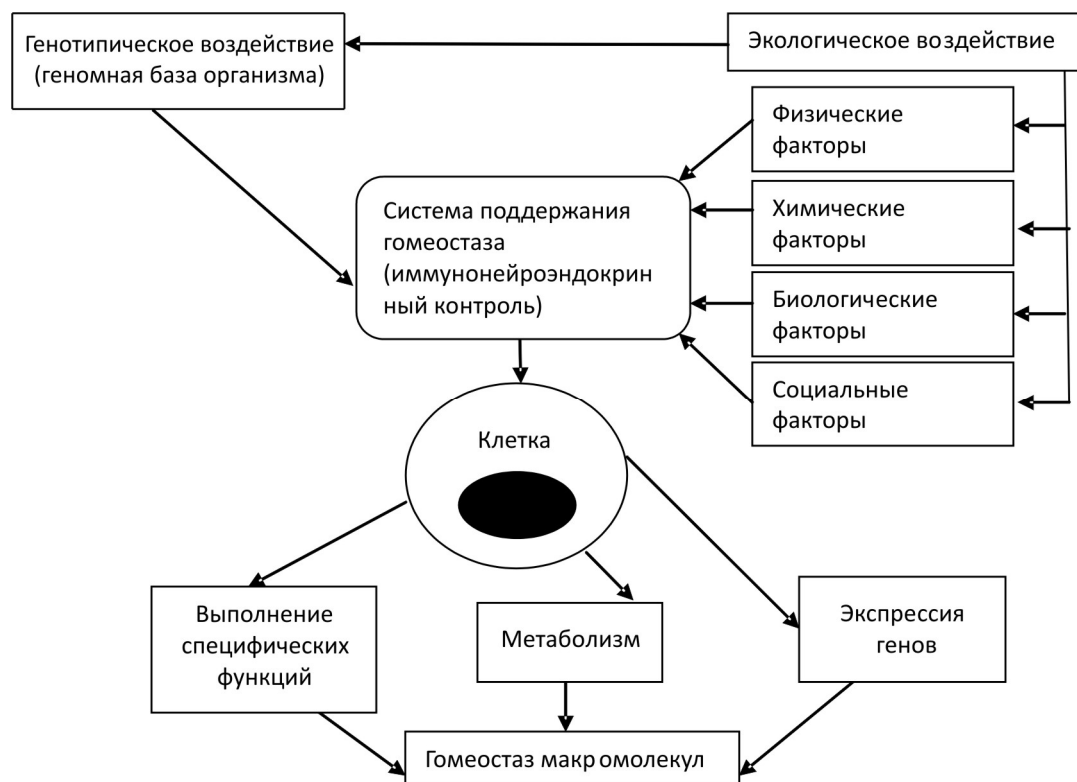 Генотипическое воздействие
(геномная база организма)
Экологическое воздействие
Физические
факторы
Химические
факторы
Биологические
факторы
Социальные
факторы
Система поддержания
гомеостаза
(иммунонейроэндокрин
ный контроль)
Клетка
Выполнение
специфических
функций
Метаболизм
Экспрессия
генов
Гомеостаз макромолекул